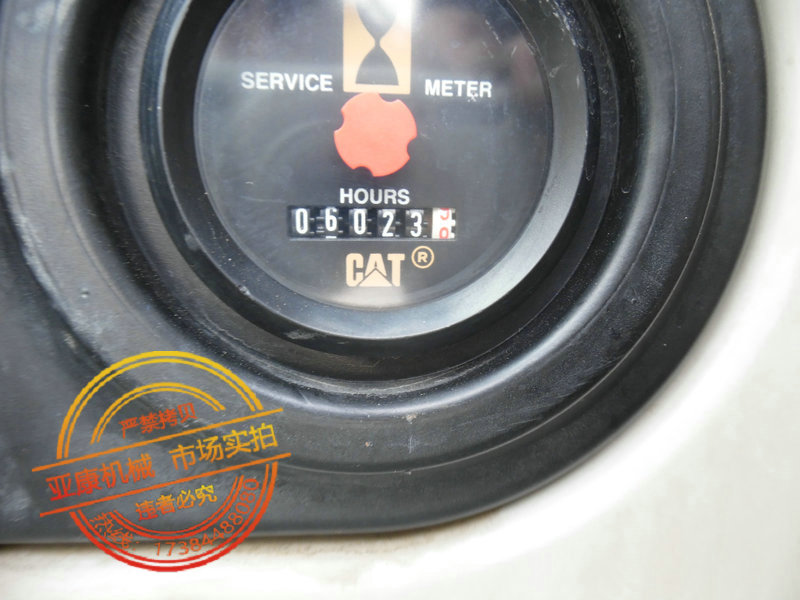 SERVICE METER
HOURS
06023
CAT®
严禁拷贝
亚康机械 市场实拍
违者必究
17384488080